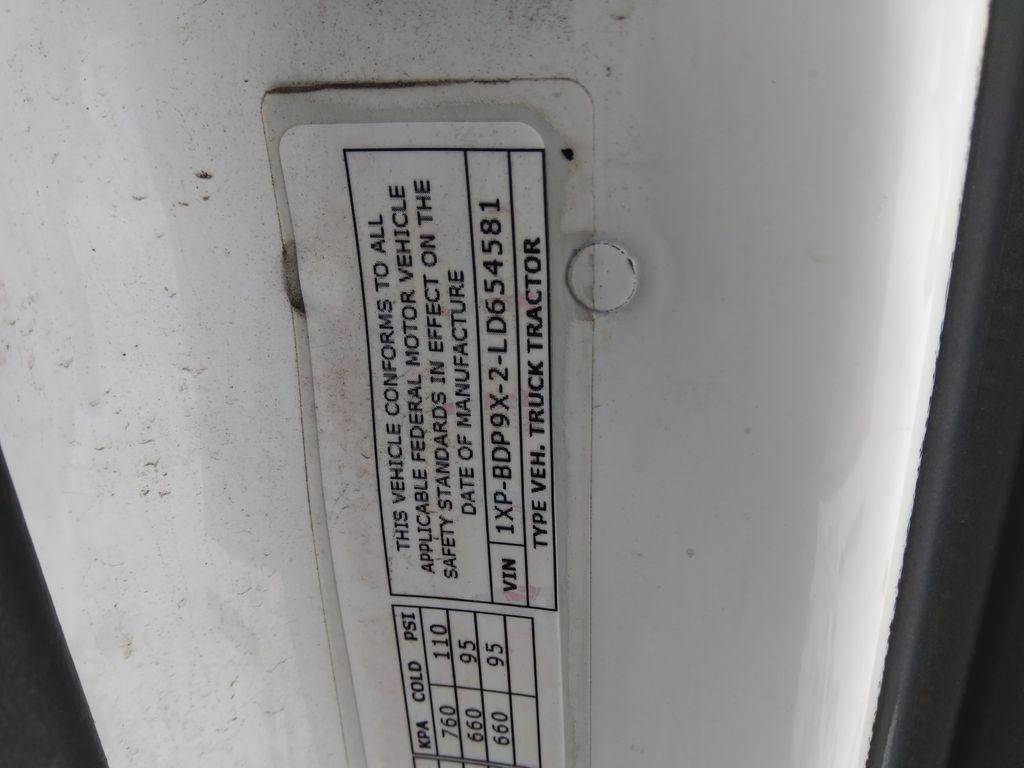 KPA COLD PSI
760 110
660 95
660 95
THIS VEHICLE CONFORMS TO ALL
APPLICABLE FEDERAL MOTOR VEHICLE
SAFETY STANDARDS IN EFFECT ON THE
DATE OF MANUFACTURE
VIN 1XP-BDP9X-2-LD654581
TYPE VEH. TRUCK TRACTOR